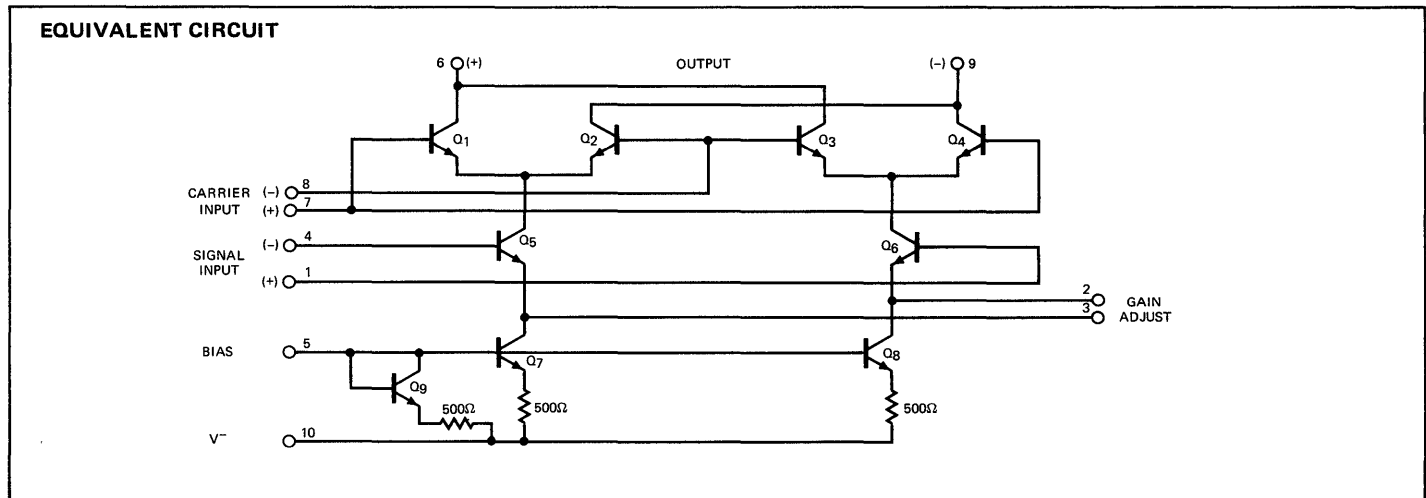 EQUIVALENT CIRCUIT
6 (+) OUTPUT (−) 9
Q1 Q2 Q3 Q4
CARRIER (−) 8
INPUT (+) 7
SIGNAL (−) 4 Q5 Q6
INPUT (+) 1
2 GAIN
3 ADJUST
BIAS 5 Q7 Q8
Q9
500Ω 500Ω 500Ω
V− 10